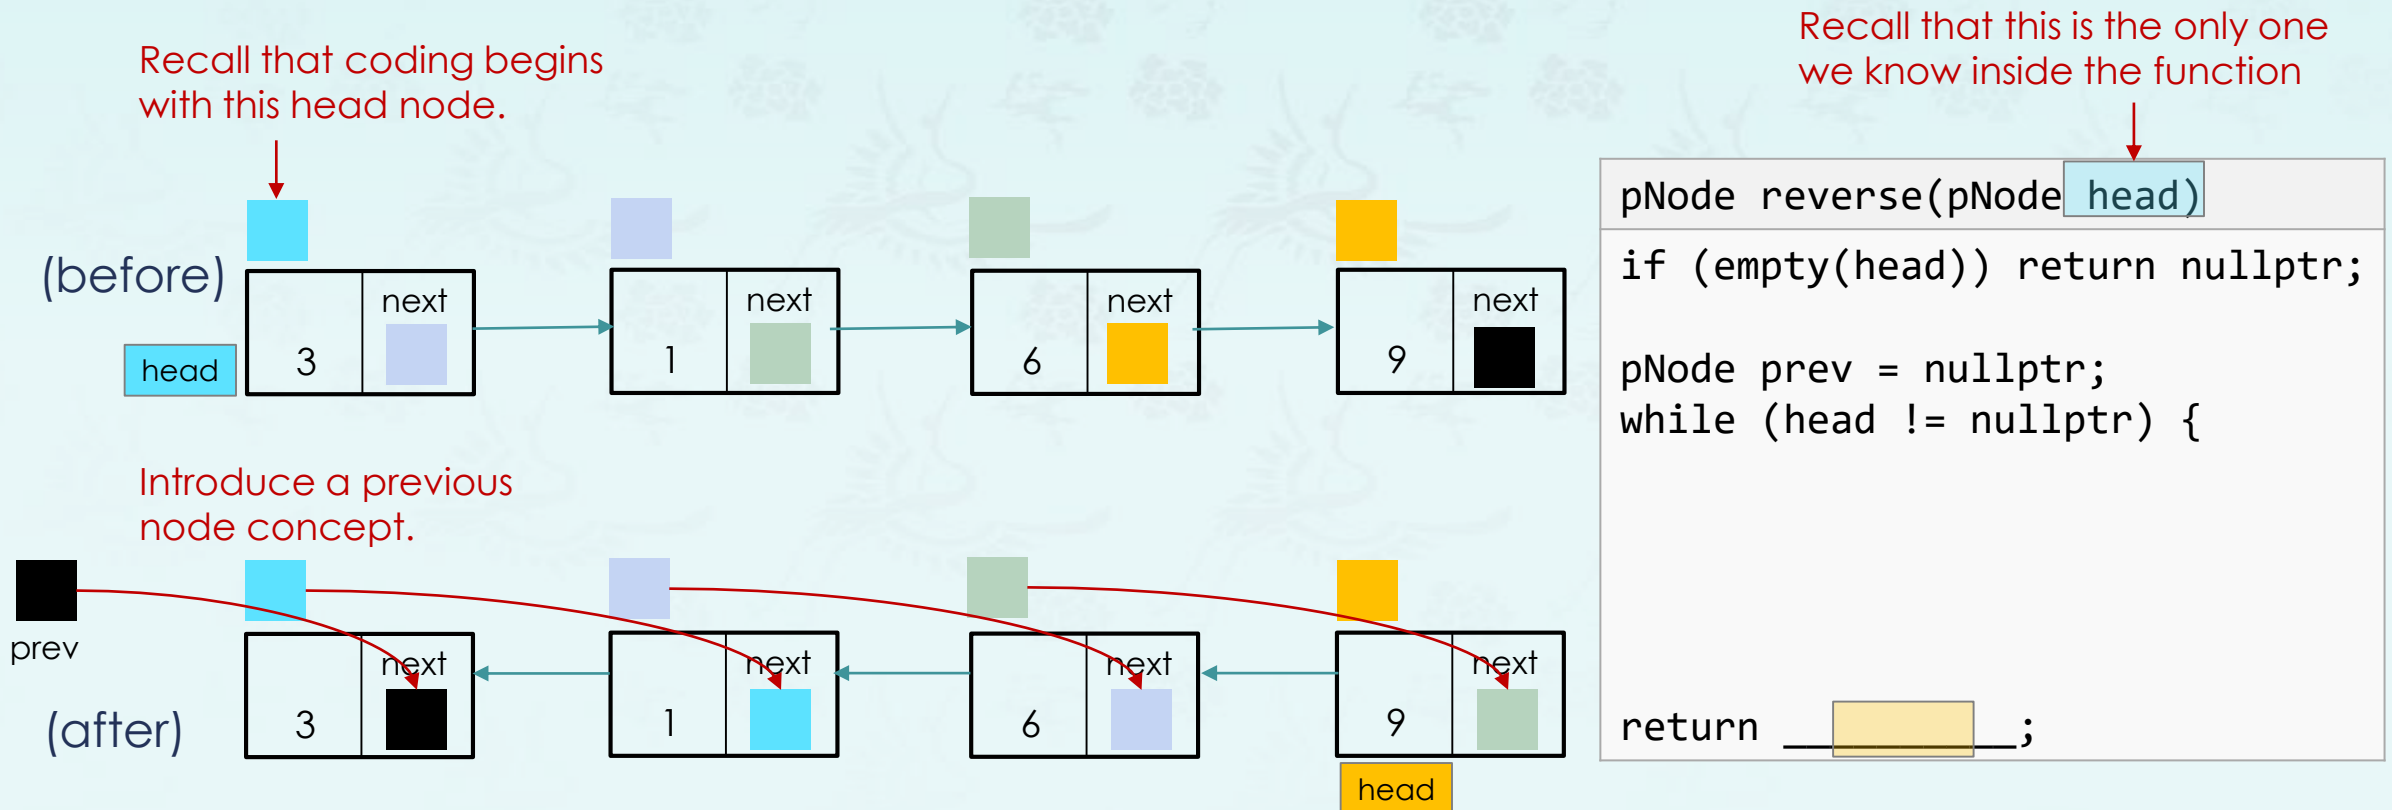 Recall that coding begins
with this head node.
Recall that this is the only one
we know inside the function
(before)
head
3
next
1
next
6
next
9
next
Introduce a previous
node concept.
prev
(after)
3
next
1
next
6
next
9
next
head
pNode reverse(pNode head)
if (empty(head)) return nullptr;
pNode prev = nullptr;
while (head != nullptr) {
return __________;